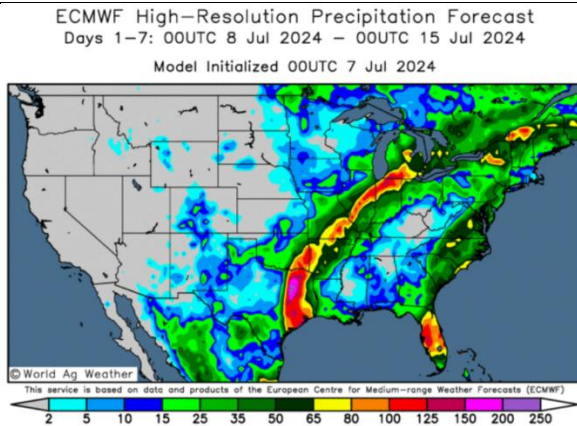 ECMWF High-Resolution Precipitation Forecast
Days 1-7: 00UTC 8 Jul 2024 - 00UTC 15 Jul 2024
Model Initialized 00UTC 7 Jul 2024
© World Ag Weather
This service is based on data and products of the European Centre for Medium-range Weather Forecasts (ECMWF)
2 5 10 15 25 35 50 65 80 100 125 150 200 250